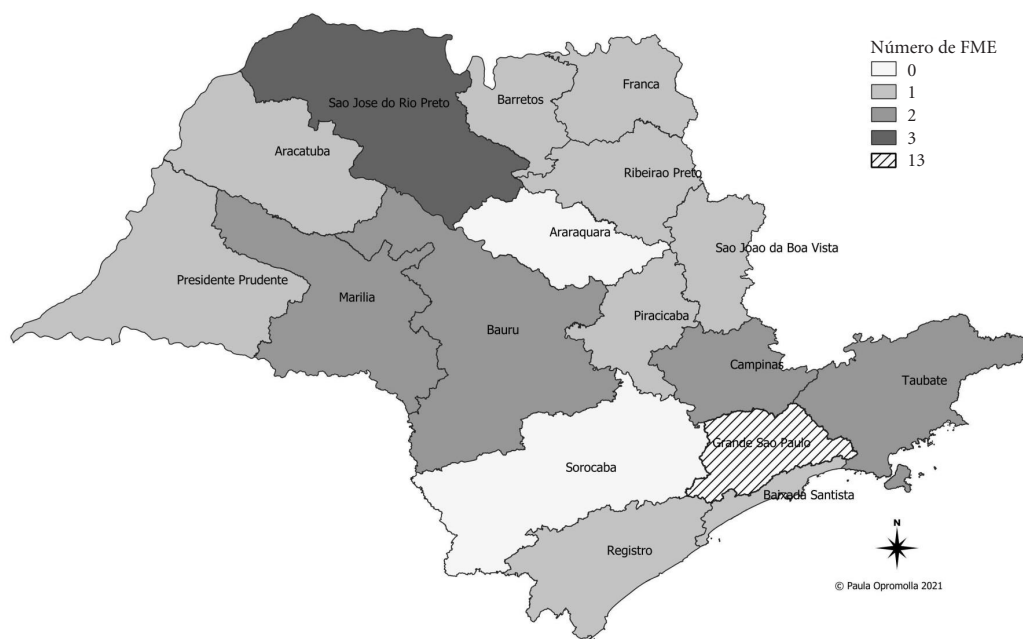 Número de FME
0
1
2
3
13
Sao Jose do Rio Preto
Barretos
Franca
Aracatuba
Ribeirao Preto
Araraquara
Sao Joao da Boa Vista
Presidente Prudente
Marilia
Bauru
Piracicaba
Campinas
Taubate
Grande Sao Paulo
Sorocaba
Baixada Santista
Registro
N
© Paula Opromolla 2021